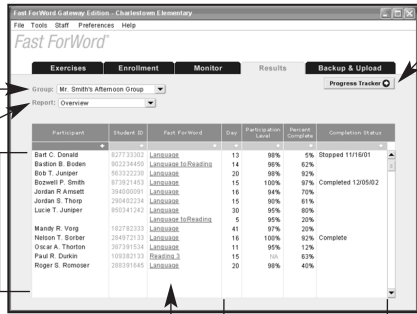 Fast ForWord Gateway Edition - Charlestown Elementary
File Tools Staff Preferences Help
Fast ForWord
Exercises Enrollment Monitor Results Backup & Upload
Progress Tracker
Group: Mr. Smith's Afternoon Group
Report: Overview
Participant Student ID Fast ForWord Day Participation Level Percent Complete Completion Status
Bart C. Donald 827733302 Language 13 98% 5% Stopped 11/16/01
Bastion B. Boden 902234455 Language to Reading 14 98% 62%
Bob T. Juniper 563322230 Language 20 98% 92%
Bozwell P. Smith 873921453 Language 15 100% 97% Completed 12/05/02
Jordan R Arnsett 394000091 Language 16 94% 70%
Jordan S. Thorp 290402234 Language 15 90% 61%
Lucie T. Juniper 850341242 Language 30 95% 80%
Language to Reading 5 95% 20%
Mandy R. Vorg 182782333 Language 41 97% 20%
Nelson T. Sorber 284972133 Language 16 100% 92% Complete
Oscar A. Thorton 387391534 Language 11 95% 12%
Paul R. Durkin 109382133 Reading 3 15 NA 63%
Roger S. Romoser 288391645 Language 20 98% 40%